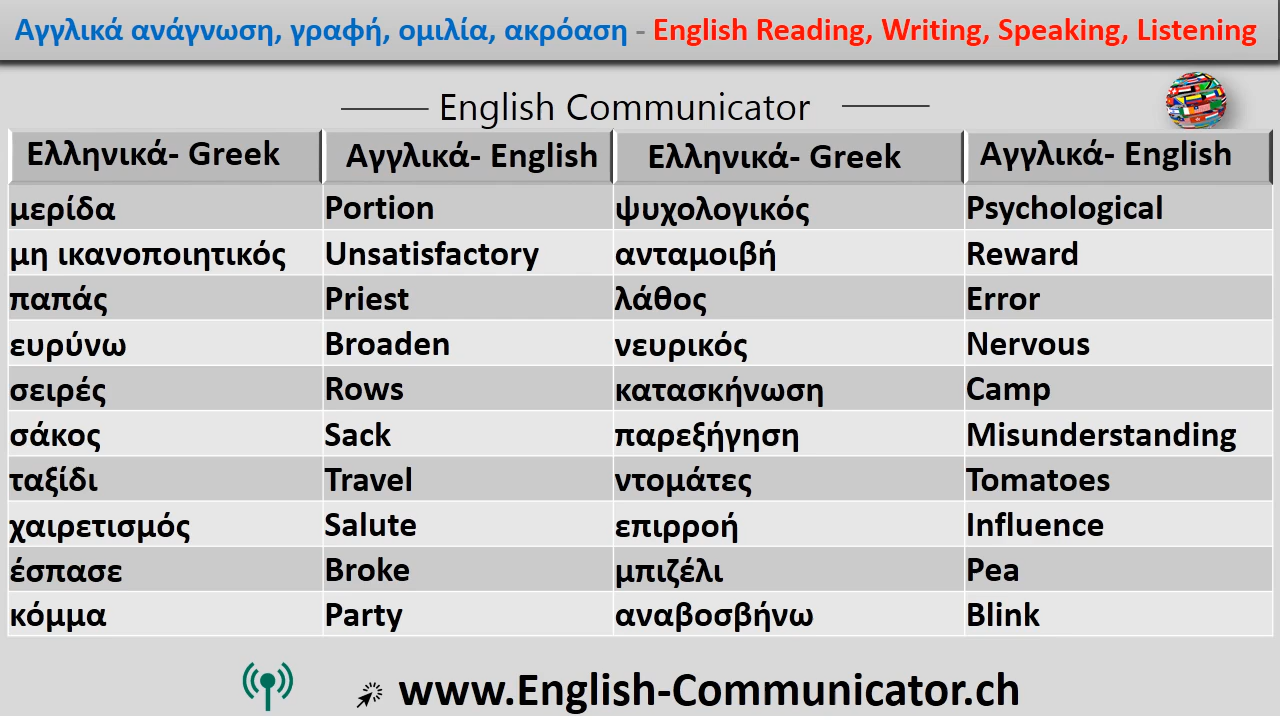 Αγγλικά ανάγνωση, γραφή, ομιλία, ακρόαση - English Reading, Writing, Speaking, Listening
English Communicator
Ελληνικά- Greek Αγγλικά- English Ελληνικά- Greek Αγγλικά- English
μερίδα Portion ψυχολογικός Psychological
μη ικανοποιητικός Unsatisfactory ανταμοιβή Reward
παπάς Priest λάθος Error
ευρύνω Broaden νευρικός Nervous
σειρές Rows κατασκήνωση Camp
σάκος Sack παρεξήγηση Misunderstanding
ταξίδι Travel ντομάτες Tomatoes
χαιρετισμός Salute επιρροή Influence
έσπασε Broke μπιζέλι Pea
κόμμα Party αναβοσβήνω Blink
www.English-Communicator.ch